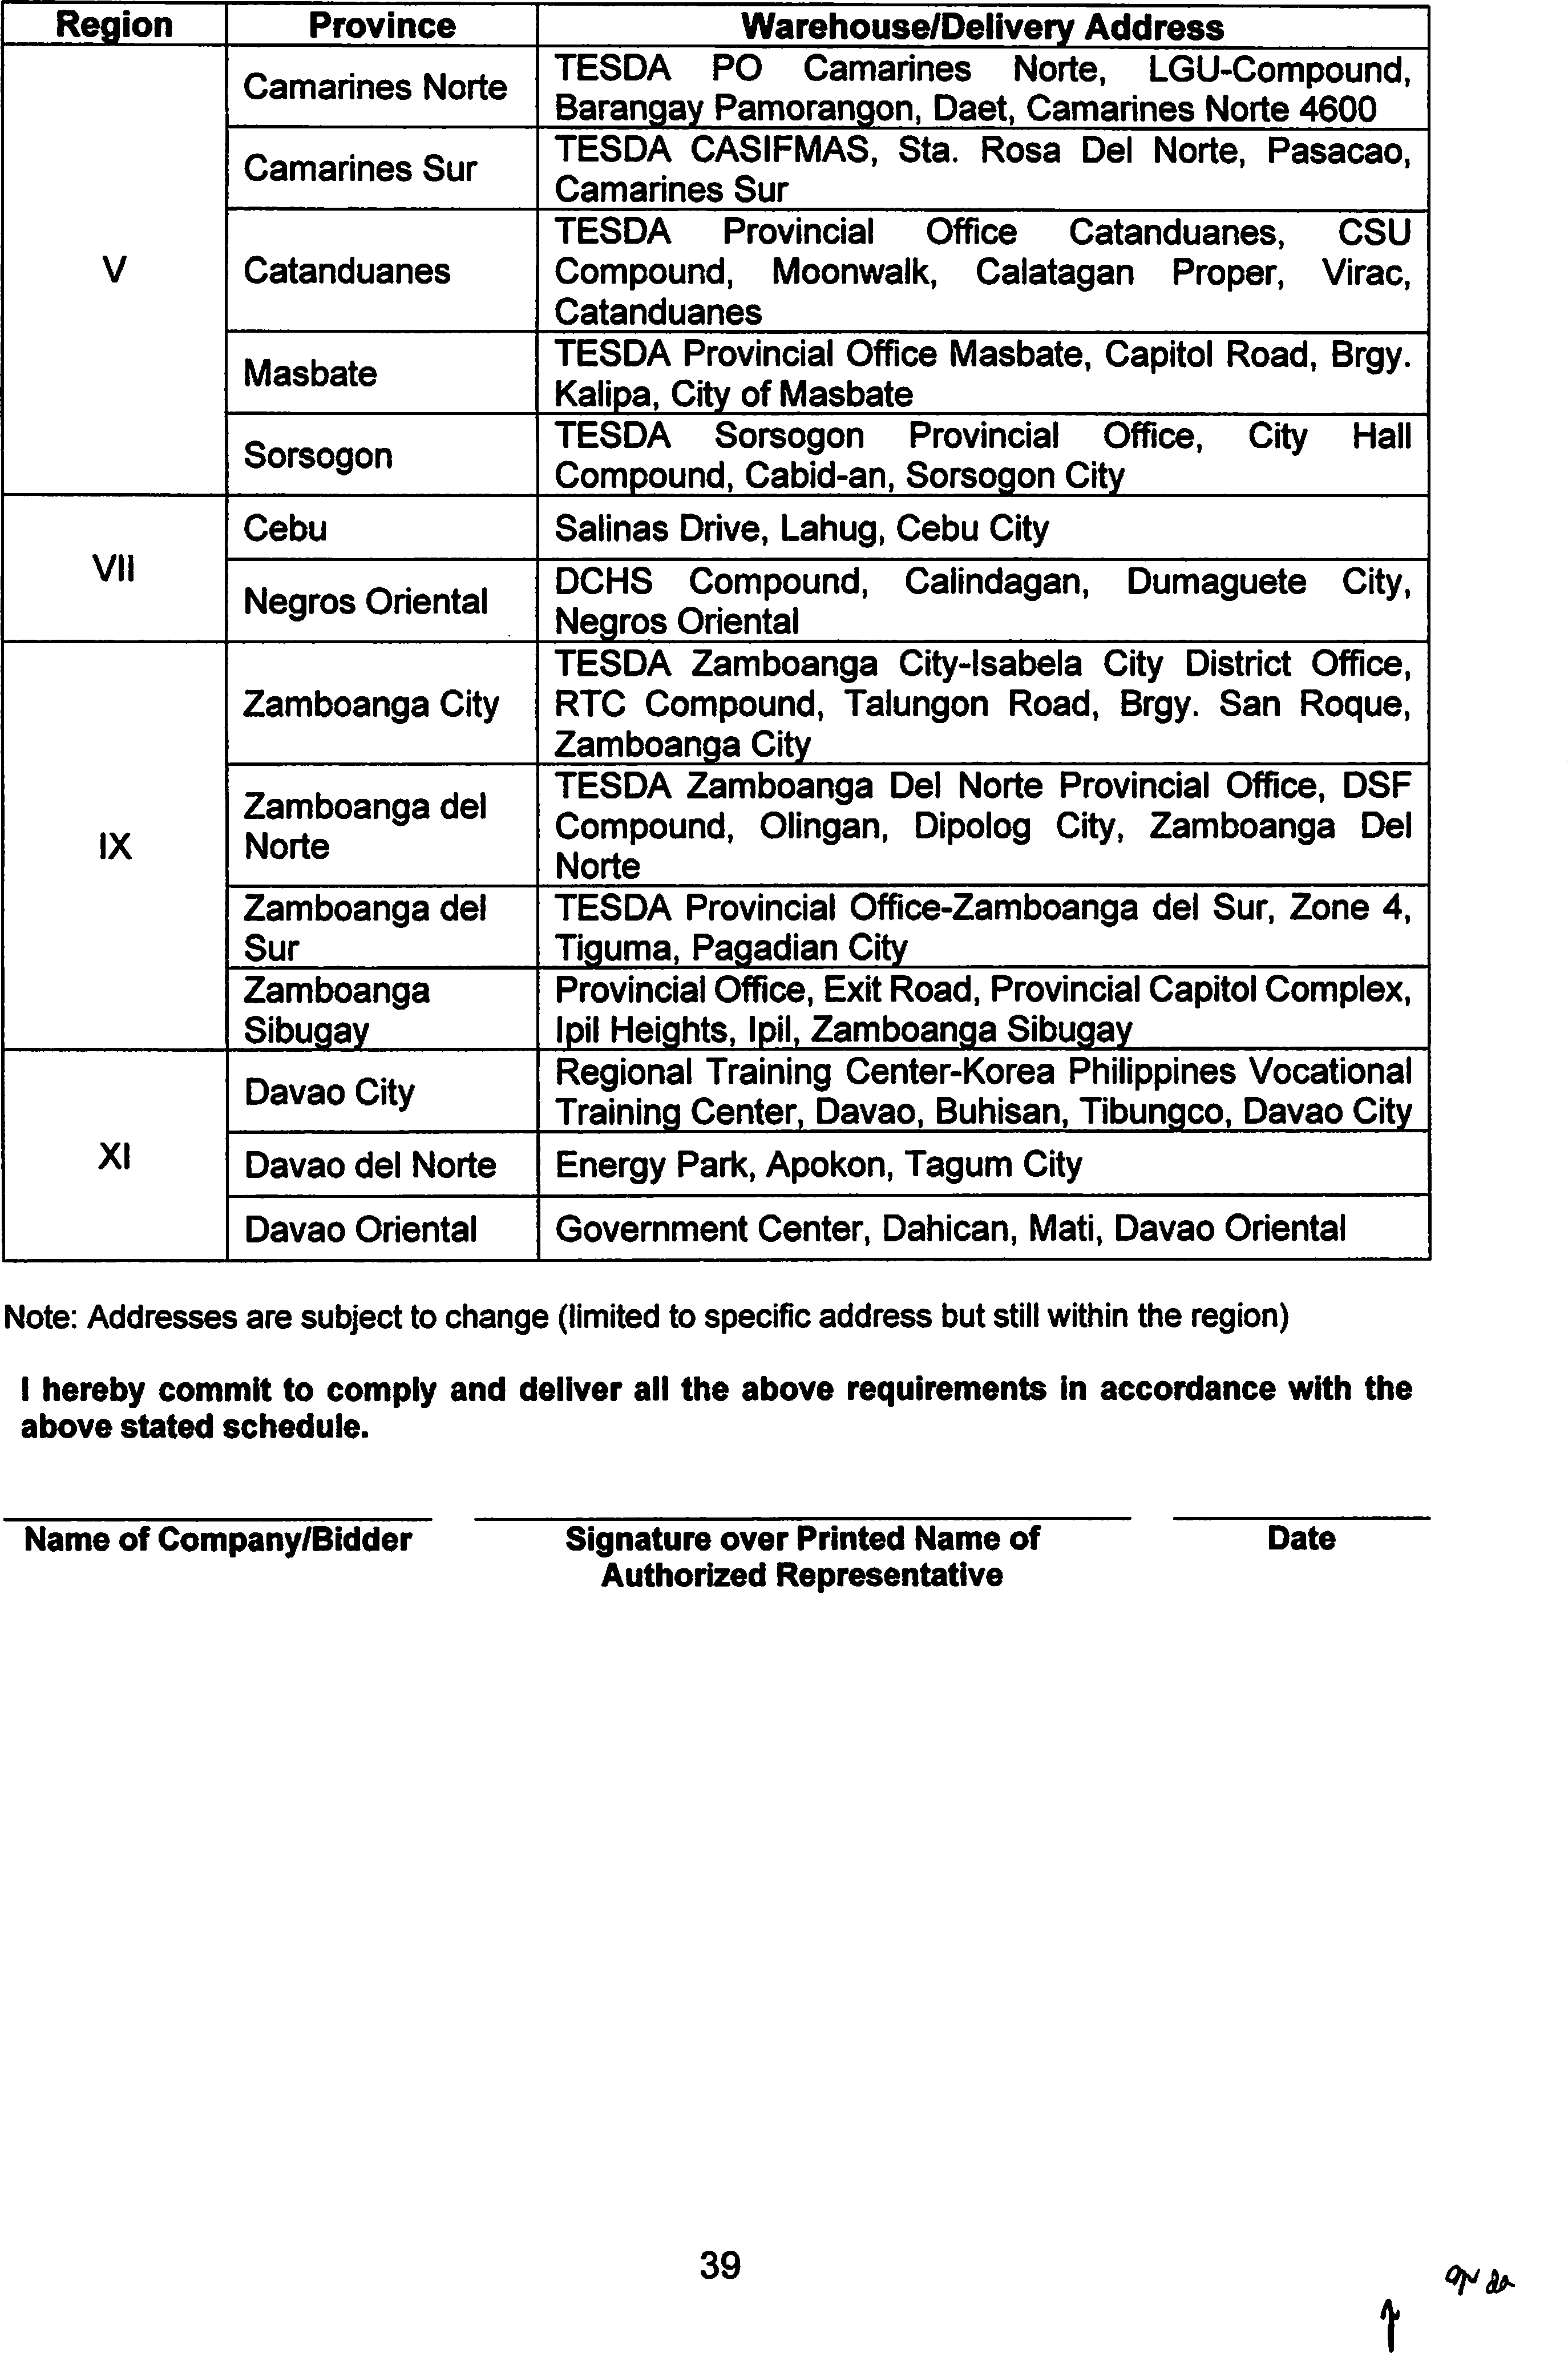 Region Province Warehouse/Delivery Address
V
Camarines Norte
TESDA PO Camarines Norte, LGU-Compound,
Barangay Pamorangon, Daet, Camarines Norte 4600
Camarines Sur
TESDA CASIFMAS, Sta. Rosa Del Norte, Pasacao,
Camarines Sur
Catanduanes
TESDA Provincial Office Catanduanes, CSU
Compound, Moonwalk, Calatagan Proper, Virac,
Catanduanes
Masbate
TESDA Provincial Office Masbate, Capitol Road, Brgy.
Kalipa, City of Masbate
Sorsogon
TESDA Sorsogon Provincial Office, City Hall
Compound, Cabid-an, Sorsogon City
VII
Cebu
Salinas Drive, Lahug, Cebu City
Negros Oriental
DCHS Compound, Calindagan, Dumaguete City,
Negros Oriental
IX
Zamboanga City
TESDA Zamboanga City-Isabela City District Office,
RTC Compound, Talungon Road, Brgy. San Roque,
Zamboanga City
Zamboanga del
Norte
TESDA Zamboanga Del Norte Provincial Office, DSF
Compound, Olingan, Dipolog City, Zamboanga Del
Norte
Zamboanga del
Sur
TESDA Provincial Office-Zamboanga del Sur, Zone 4,
Tiguma, Pagadian City
Zamboanga
Sibugay
Provincial Office, Exit Road, Provincial Capitol Complex,
Ipil Heights, Ipil, Zamboanga Sibugay
XI
Davao City
Regional Training Center-Korea Philippines Vocational
Training Center, Davao, Buhisan, Tibungco, Davao City
Davao del Norte
Energy Park, Apokon, Tagum City
Davao Oriental
Government Center, Dahican, Mati, Davao Oriental
Note: Addresses are subject to change (limited to specific address but still within the region)
I hereby commit to comply and deliver all the above requirements in accordance with the
above stated schedule.
Name of Company/Bidder
Signature over Printed Name of
Authorized Representative
Date
39